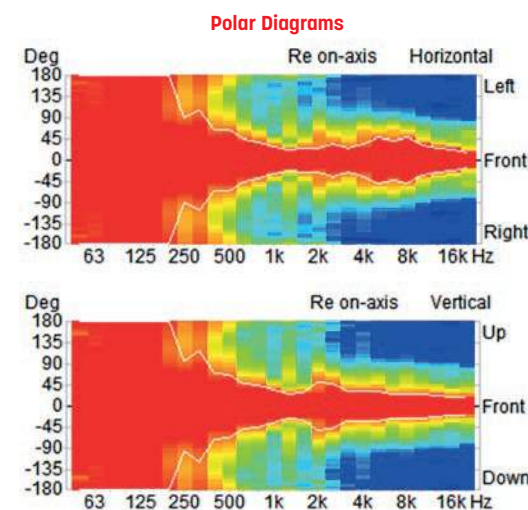 Polar Diagrams
Deg Re on-axis Horizontal
180 Left
135
90
45
0 Front
-45
-90
-135
-180 Right
63 125 250 500 1k 2k 4k 8k 16k Hz
Deg Re on-axis Vertical
180 Up
135
90
45
0 Front
-45
-90
-135
-180 Down
63 125 250 500 1k 2k 4k 8k 16k Hz